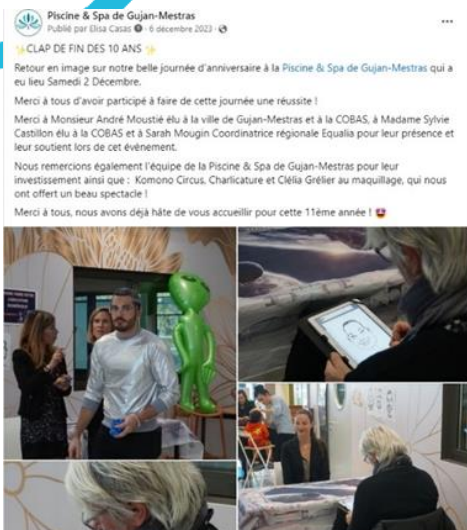 Piscine & Spa de Gujan-Mestras
Publié par Elisa Casas · 6 décembre 2023 ·
✨CLAP DE FIN DES 10 ANS ✨
Retour en image sur notre belle journée d'anniversaire à la Piscine & Spa de Gujan-Mestras qui a
eu lieu Samedi 2 Décembre.
Merci à tous d'avoir participé à faire de cette journée une réussite !
Merci à Monsieur André Moustié élu à la ville de Gujan-Mestras et à la COBAS, à Madame Sylvie
Castillon élu à la COBAS et à Sarah Mougin Coordinatrice régionale Equalia pour leur présence et
leur soutien lors de cet événement.
Nous remercions également l'équipe de la Piscine & Spa de Gujan-Mestras pour leur
investissement ainsi que : Komono Circus, Charlicature et Clélia Grélier au maquillage, qui nous
ont offert un beau spectacle !
Merci à tous, nous avons déjà hâte de vous accueillir pour cette 11ème année !